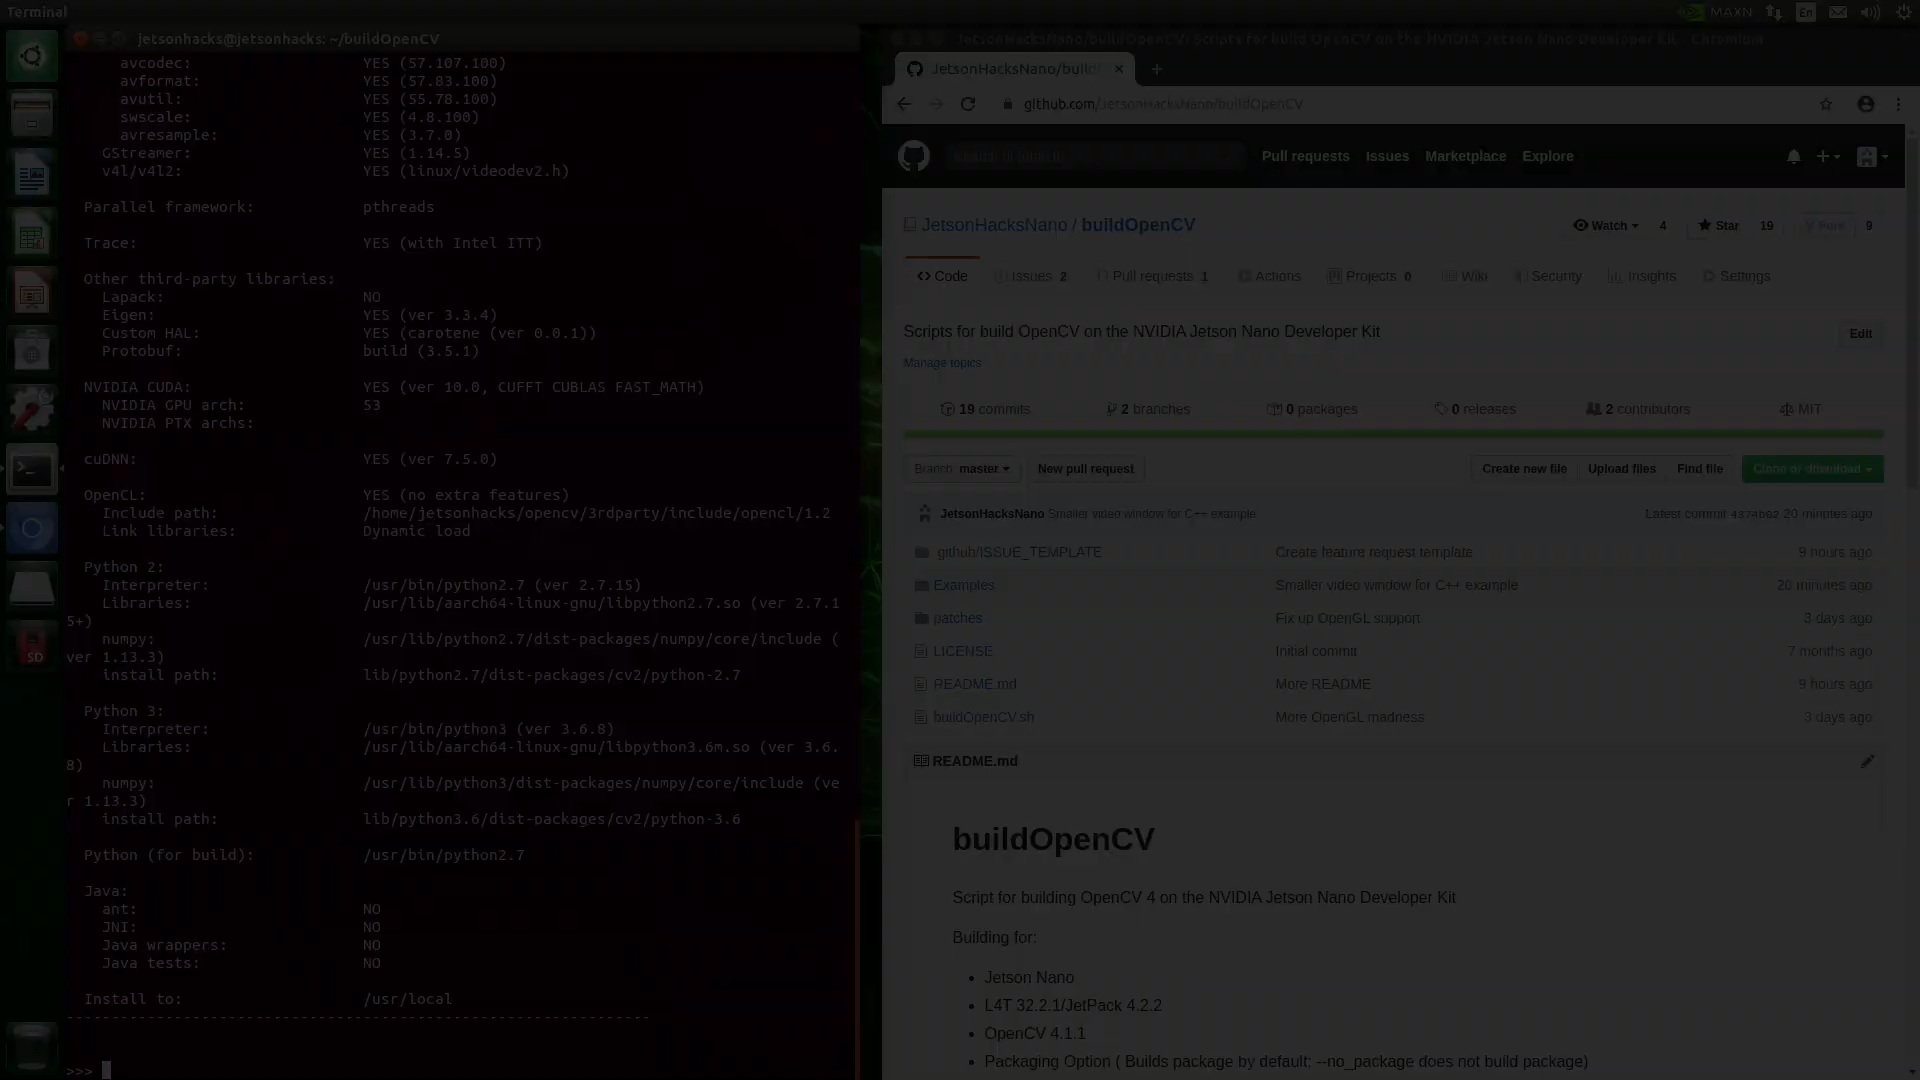 Terminal
MAXN
En
jetsonhacks@jetsonhacks: ~/buildOpenCV
avcodec: YES (57.107.100)
avformat: YES (57.83.100)
avutil: YES (55.78.100)
swscale: YES (4.8.100)
avresample: YES (3.7.0)
GStreamer: YES (1.14.5)
v4l/v4l2: YES (linux/videodev2.h)
Parallel framework: pthreads
Trace: YES (with Intel ITT)
Other third-party libraries:
Lapack: NO
Eigen: YES (ver 3.3.4)
Custom HAL: YES (carotene (ver 0.0.1))
Protobuf: build (3.5.1)
NVIDIA CUDA: YES (ver 10.0, CUFFT CUBLAS FAST_MATH)
NVIDIA GPU arch: 53
NVIDIA PTX archs:
cuDNN: YES (ver 7.5.0)
OpenCL: YES (no extra features)
Include path: /home/jetsonhacks/opencv/3rdparty/include/opencl/1.2
Link libraries: Dynamic load
Python 2:
Interpreter: /usr/bin/python2.7 (ver 2.7.15)
Libraries: /usr/lib/aarch64-linux-gnu/libpython2.7.so (ver 2.7.1
5+)
numpy: /usr/lib/python2.7/dist-packages/numpy/core/include (
ver 1.13.3)
install path: lib/python2.7/dist-packages/cv2/python-2.7
Python 3:
Interpreter: /usr/bin/python3 (ver 3.6.8)
Libraries: /usr/lib/aarch64-linux-gnu/libpython3.6m.so (ver 3.6.
8)
numpy: /usr/lib/python3/dist-packages/numpy/core/include (ve
r 1.13.3)
install path: lib/python3.6/dist-packages/cv2/python-3.6
Python (for build): /usr/bin/python2.7
Java:
ant: NO
JNI: NO
Java wrappers: NO
Java tests: NO
Install to: /usr/local
-----------------------------------------------------------------
>>>
SD
JetsonHacksNano/buildOpenCV: Scripts for build OpenCV on the NVIDIA Jetson Nano Developer Kit - Chromium
JetsonHacksNano/build
github.com/JetsonHacksNano/buildOpenCV
Pull requests Issues Marketplace Explore
JetsonHacksNano / buildOpenCV
Watch 4 Star 19 Fork 9
Code Issues 2 Pull requests 1 Actions Projects 0 Wiki Security Insights Settings
Scripts for build OpenCV on the NVIDIA Jetson Nano Developer Kit
Edit
Manage topics
19 commits 2 branches 0 packages 0 releases 2 contributors MIT
Branch: master New pull request Create new file Upload files Find file Clone or download
JetsonHacksNano Smaller video window for C++ example Latest commit 20 minutes ago
.github/ISSUE_TEMPLATE Create feature request template 9 hours ago
Examples Smaller video window for C++ example 20 minutes ago
patches Fix up OpenGL support 3 days ago
LICENSE Initial commit 7 months ago
README.md More README 9 hours ago
buildOpenCV.sh More OpenGL madness 3 days ago
README.md
buildOpenCV
Script for building OpenCV 4 on the NVIDIA Jetson Nano Developer Kit
Building for:
• Jetson Nano
• L4T 32.2.1/JetPack 4.2.2
• OpenCV 4.1.1
• Packaging Option ( Builds package by default; --no_package does not build package)